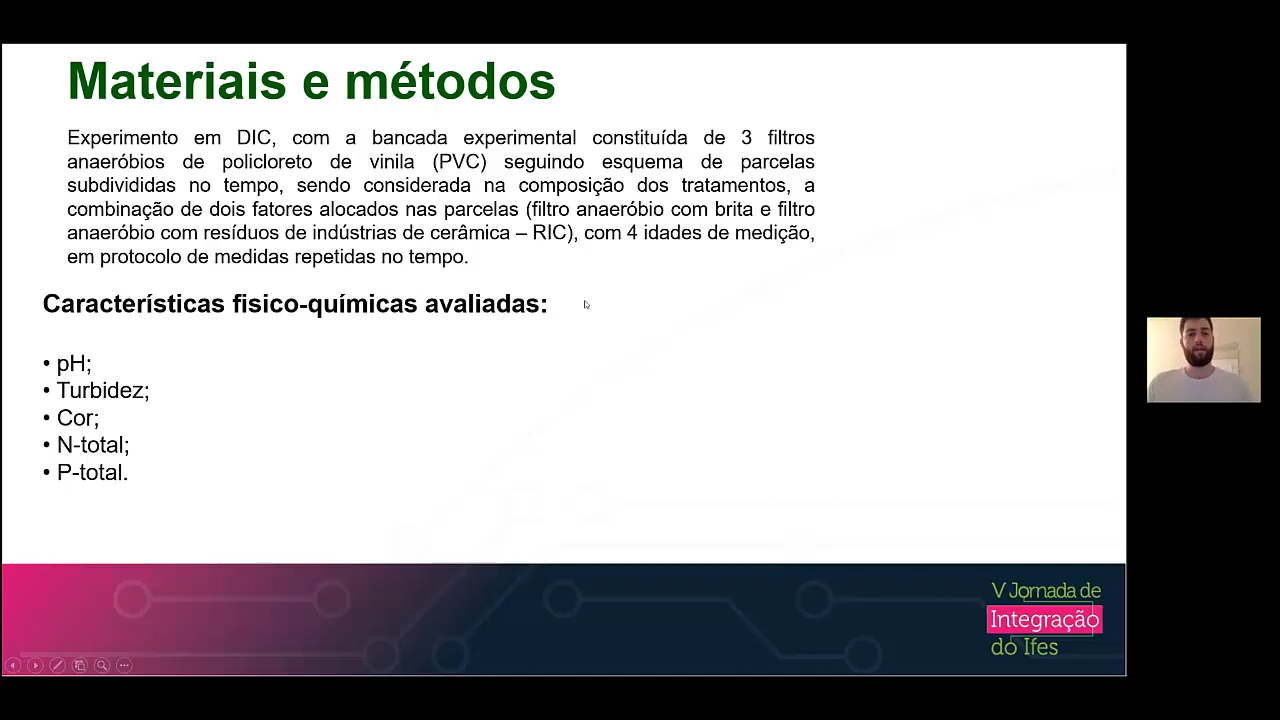 Materiais e métodos
Experimento em DIC, com a bancada experimental constituída de 3 filtros
anaeróbios de policloreto de vinila (PVC) seguindo esquema de parcelas
subdivididas no tempo, sendo considerada na composição dos tratamentos, a
combinação de dois fatores alocados nas parcelas (filtro anaeróbio com brita e filtro
anaeróbio com resíduos de indústrias de cerâmica – RIC), com 4 idades de medição,
em protocolo de medidas repetidas no tempo.
Características fisico-químicas avaliadas:
• pH;
• Turbidez;
• Cor;
• N-total;
• P-total.
V Jornada de
Integração
do Ifes